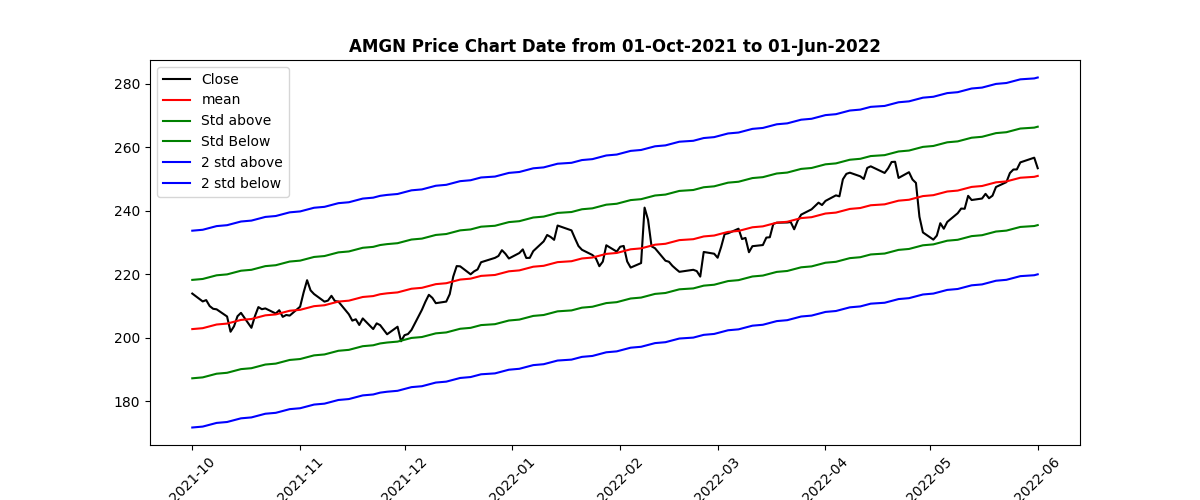 AMGN Price Chart Date from 01-Oct-2021 to 01-Jun-2022
Close
mean
Std above
Std Below
2 std above
2 std below
280
260
240
220
200
180
2021-10
2021-11
2021-12
2022-01
2022-02
2022-03
2022-04
2022-05
2022-06